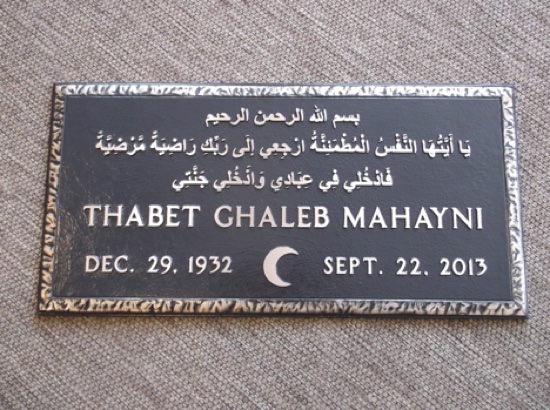 بسم الله الرحمن الرحيم
يَا أَيَّتُهَا النَّفْسُ الْمُطْمَئِنَّةُ ارْجِعِي إِلَى رَبِّكِ رَاضِيَةً مَّرْضِيَّةً
فَادْخُلِي فِي عِبَادِي وَادْخُلِي جَنَّتِي
THABET GHALEB MAHAYNI
DEC. 29, 1932 SEPT. 22, 2013